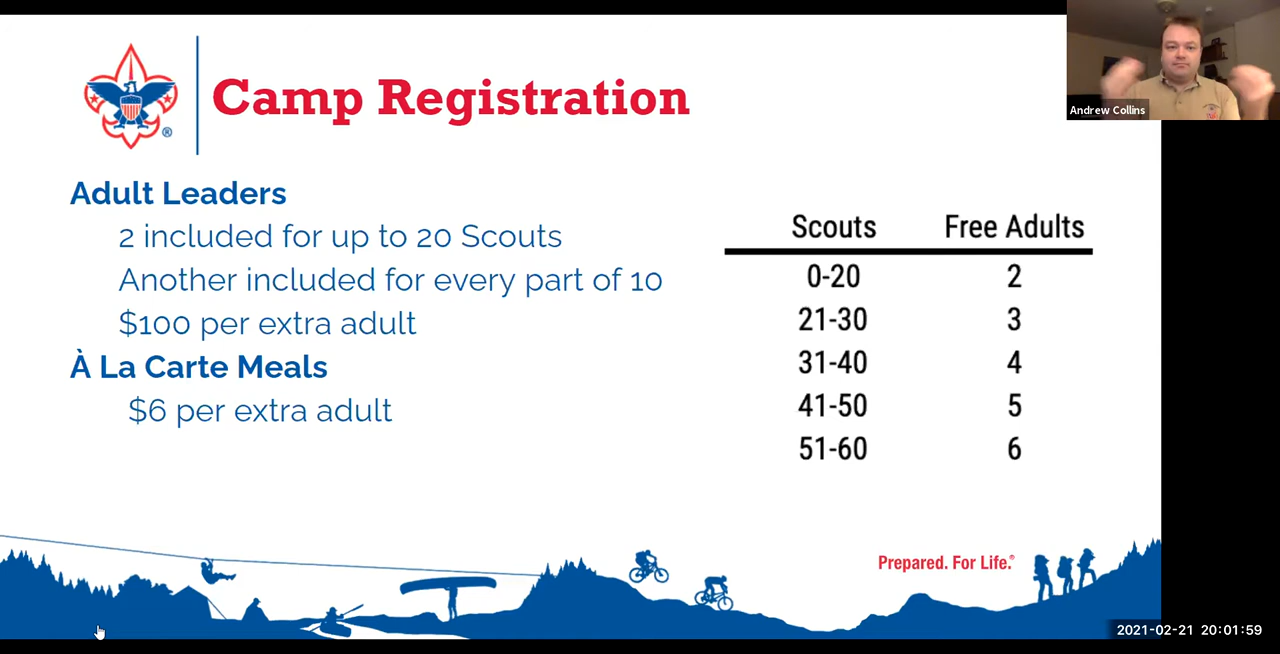 Camp Registration
Andrew Collins
Adult Leaders
2 included for up to 20 Scouts
Another included for every part of 10
$100 per extra adult
À La Carte Meals
$6 per extra adult
Scouts Free Adults
0-20 2
21-30 3
31-40 4
41-50 5
51-60 6
Prepared. For Life.®
2021-02-21 20:01:59
®